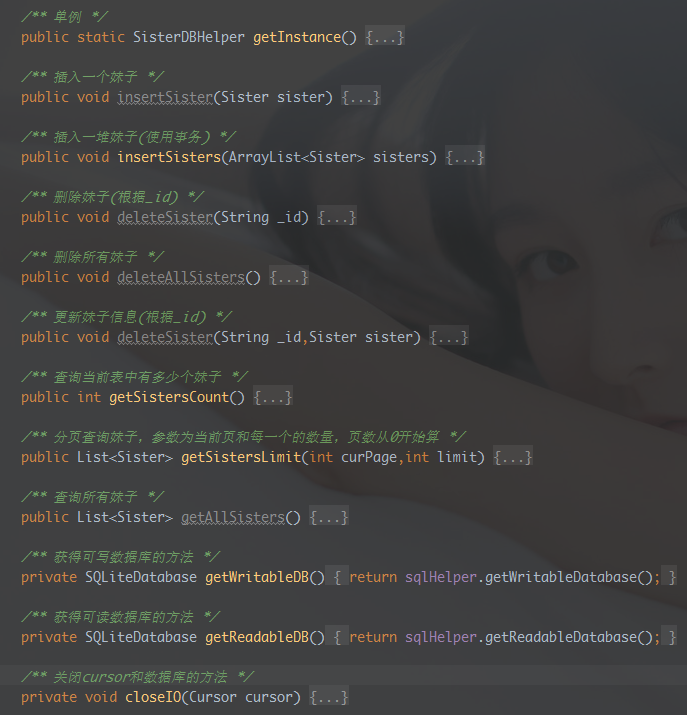 /** 单例 */
public static SisterDBHelper getInstance() {...}
/** 插入一个妹子 */
public void insertSister(Sister sister) {...}
/** 插入一堆妹子(使用事务) */
public void insertSisters(ArrayList<Sister> sisters) {...}
/** 删除妹子(根据_id) */
public void deleteSister(String _id) {...}
/** 删除所有妹子 */
public void deleteAllSisters() {...}
/** 更新妹子信息(根据_id) */
public void deleteSister(String _id,Sister sister) {...}
/** 查询当前表中有多少个妹子 */
public int getSistersCount() {...}
/** 分页查询妹子，参数为当前页和每一个的数量，页数从0开始算 */
public List<Sister> getSistersLimit(int curPage,int limit) {...}
/** 查询所有妹子 */
public List<Sister> getAllSisters() {...}
/** 获得可写数据库的方法 */
private SQLiteDatabase getWritableDB() { return sqlHelper.getWritableDatabase(); }
/** 获得可读数据库的方法 */
private SQLiteDatabase getReadableDB() { return sqlHelper.getReadableDatabase(); }
/** 关闭cursor和数据库的方法 */
private void closeIO(Cursor cursor) {...}